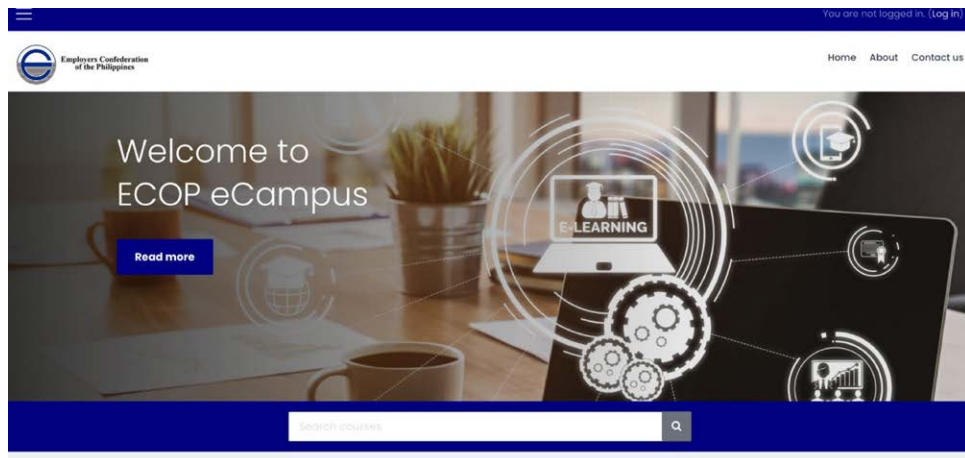 You are not logged in. (Log in)
Employers Confederation
of the Philippines
Home About Contact us
Welcome to
ECOP eCampus
Read more
E-LEARNING
Search courses